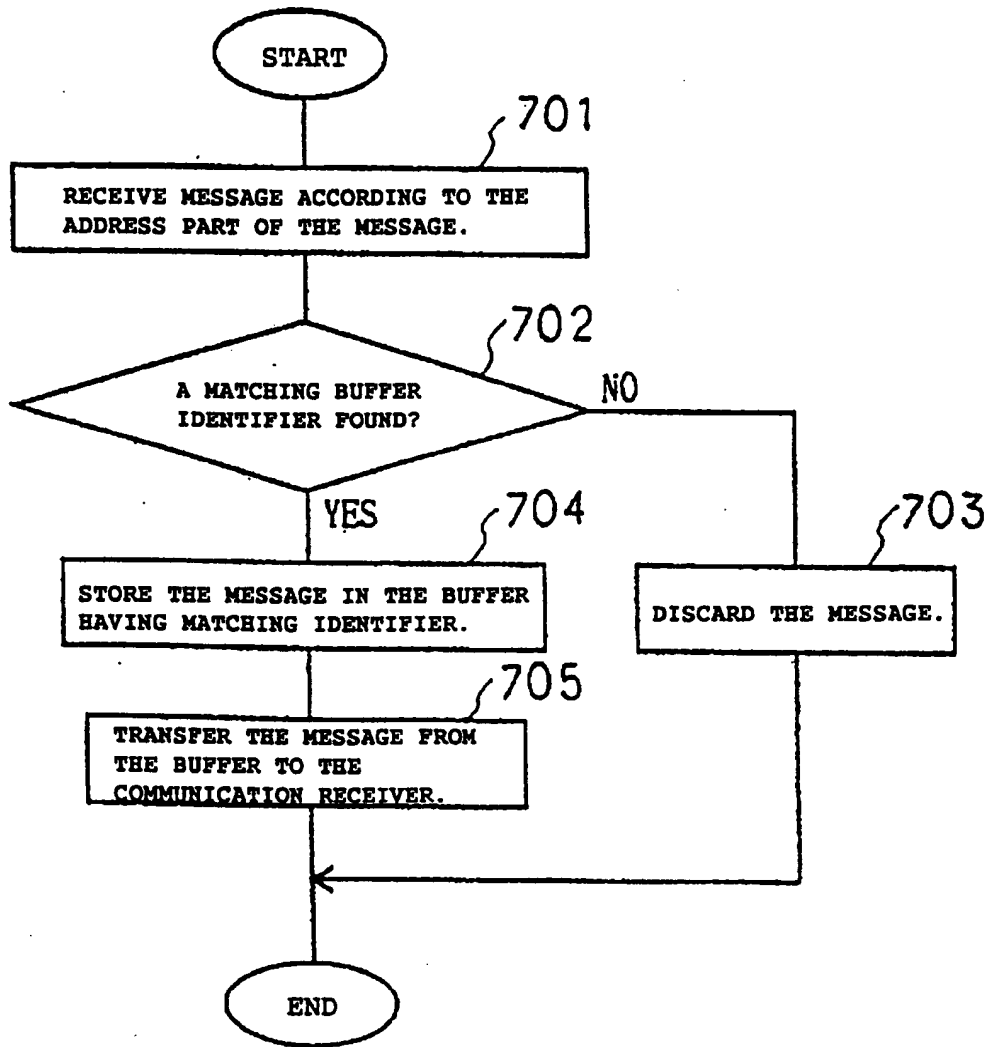 START
701
RECEIVE MESSAGE ACCORDING TO THE
ADDRESS PART OF THE MESSAGE.
702
A MATCHING BUFFER
IDENTIFIER FOUND?
NO
YES
704
703
STORE THE MESSAGE IN THE BUFFER
HAVING MATCHING IDENTIFIER.
DISCARD THE MESSAGE.
705
TRANSFER THE MESSAGE FROM
THE BUFFER TO THE
COMMUNICATION RECEIVER.
END